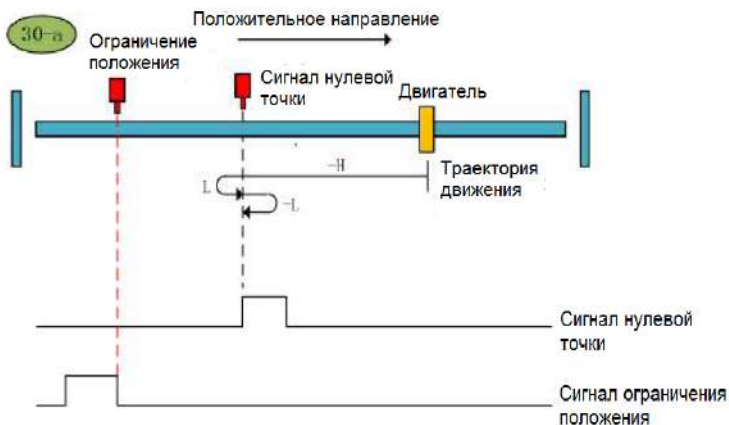 30-a
Положительное направление
Ограничение
положения
Сигнал нулевой
точки
Двигатель
-H
Траектория
движения
L
-L
Сигнал нулевой
точки
Сигнал ограничения
положения